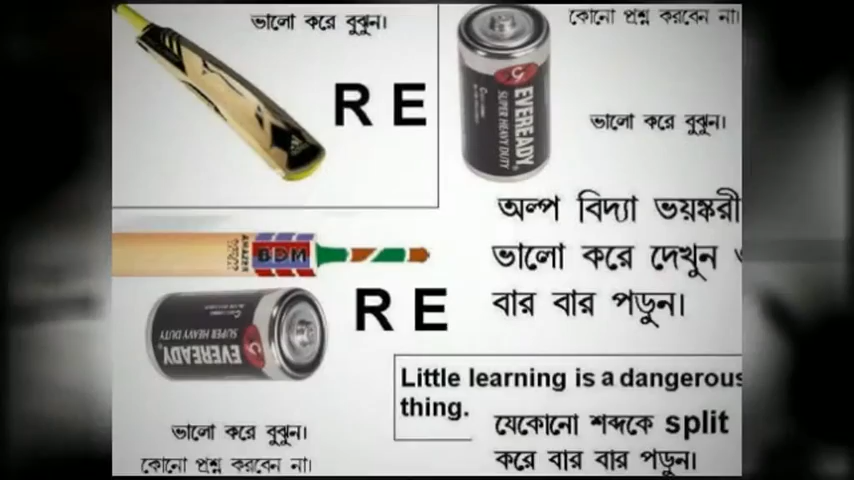 ভালো করে বুঝুন।
কোনো প্রশ্ন করবেন না।
R E
EVEREADY
SUPER HEAVY DUTY
ভালো করে বুঝুন।
অল্প বিদ্যা ভয়ঙ্করী
ভালো করে দেখুন
বার বার পড়ুন।
BDM
R E
EVEREADY
SUPER HEAVY DUTY
Little learning is a dangerous
thing.
যেকোনো শব্দকে split
করে বার বার পড়ুন।
ভালো করে বুঝুন।
কোনো প্রশ্ন করবেন না।